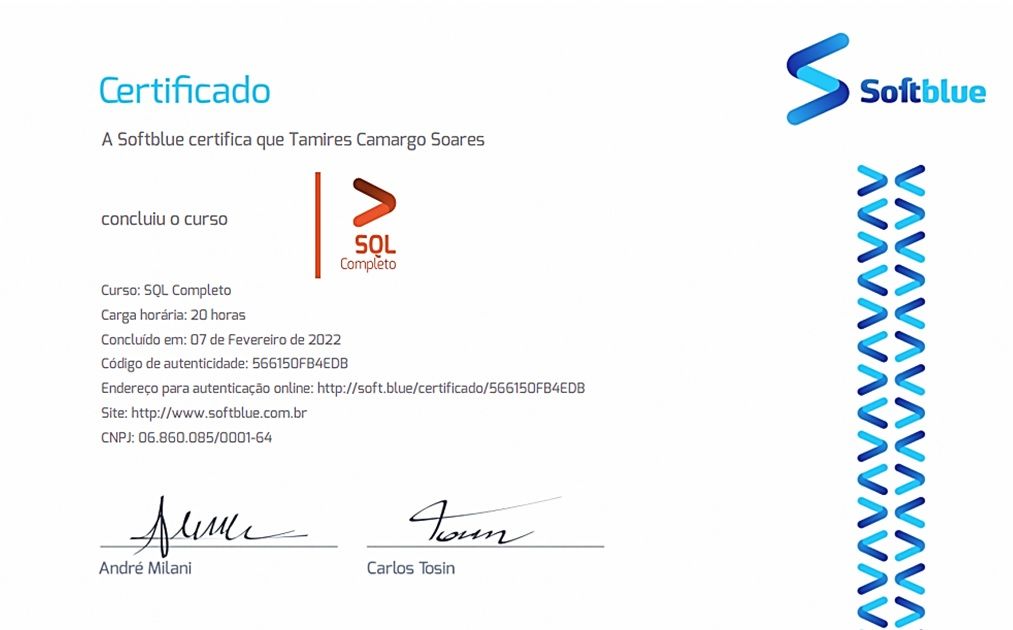 Certificado
Softblue
A Softblue certifica que Tamires Camargo Soares
concluiu o curso
SQL
Completo
Curso: SQL Completo
Carga horária: 20 horas
Concluído em: 07 de Fevereiro de 2022
Código de autenticidade: 566150FB4EDB
Endereço para autenticação online: http://soft.blue/certificado/566150FB4EDB
Site: http://www.softblue.com.br
CNPJ: 06.860.085/0001-64
Tosin
André Milani
Carlos Tosin